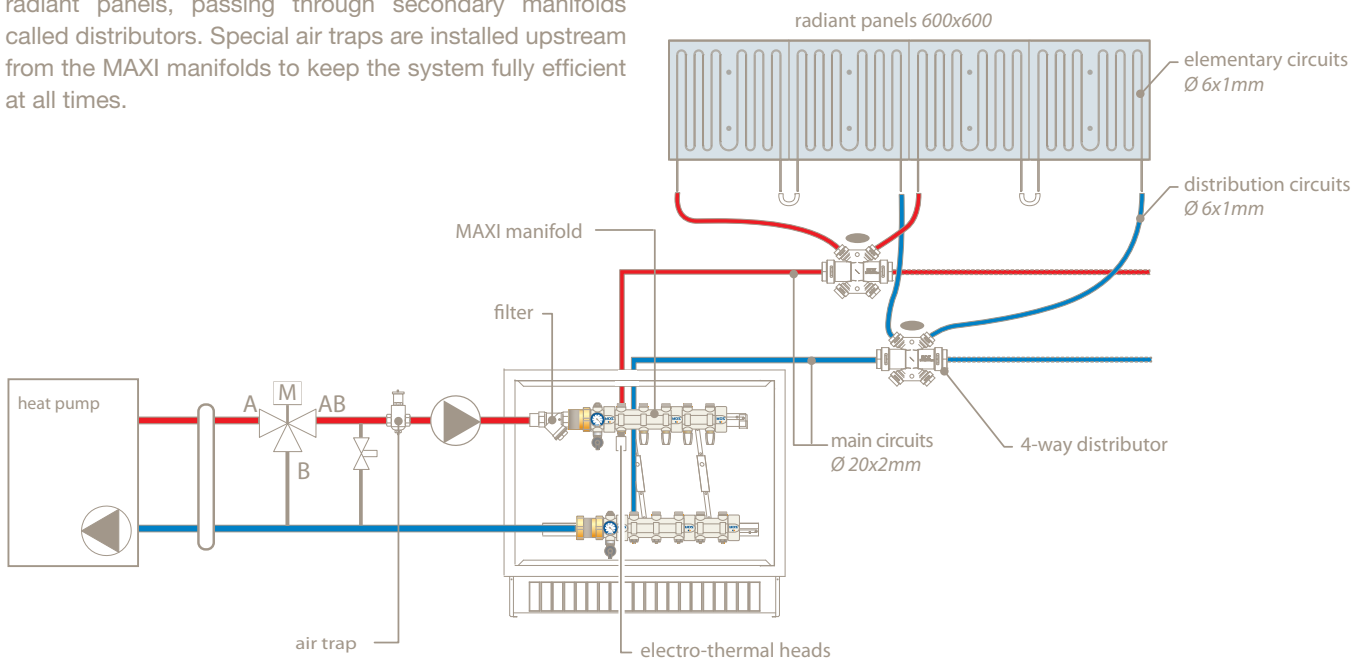 radiant panels, passing through secondary manifolds
called distributors. Special air traps are installed upstream
from the MAXI manifolds to keep the system fully efficient
at all times.
radiant panels 600x600
elementary circuits
Ø 6x1mm
distribution circuits
Ø 6x1mm
MAXI manifold
filter
heat pump
A
M
AB
B
main circuits
Ø 20x2mm
4-way distributor
air trap
electro-thermal heads